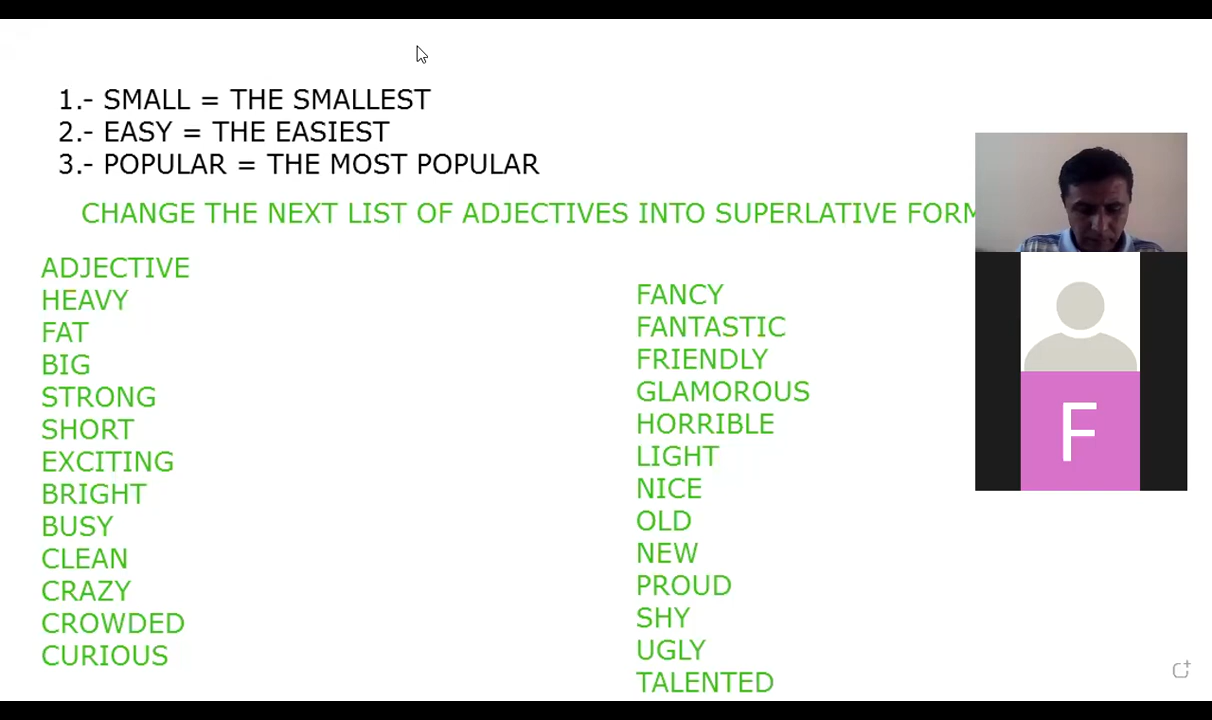 1.- SMALL = THE SMALLEST
2.- EASY = THE EASIEST
3.- POPULAR = THE MOST POPULAR
CHANGE THE NEXT LIST OF ADJECTIVES INTO SUPERLATIVE FORM
ADJECTIVE
HEAVY
FAT
BIG
STRONG
SHORT
EXCITING
BRIGHT
BUSY
CLEAN
CRAZY
CROWDED
CURIOUS
FANCY
FANTASTIC
FRIENDLY
GLAMOROUS
HORRIBLE
LIGHT
NICE
OLD
NEW
PROUD
SHY
UGLY
TALENTED
F